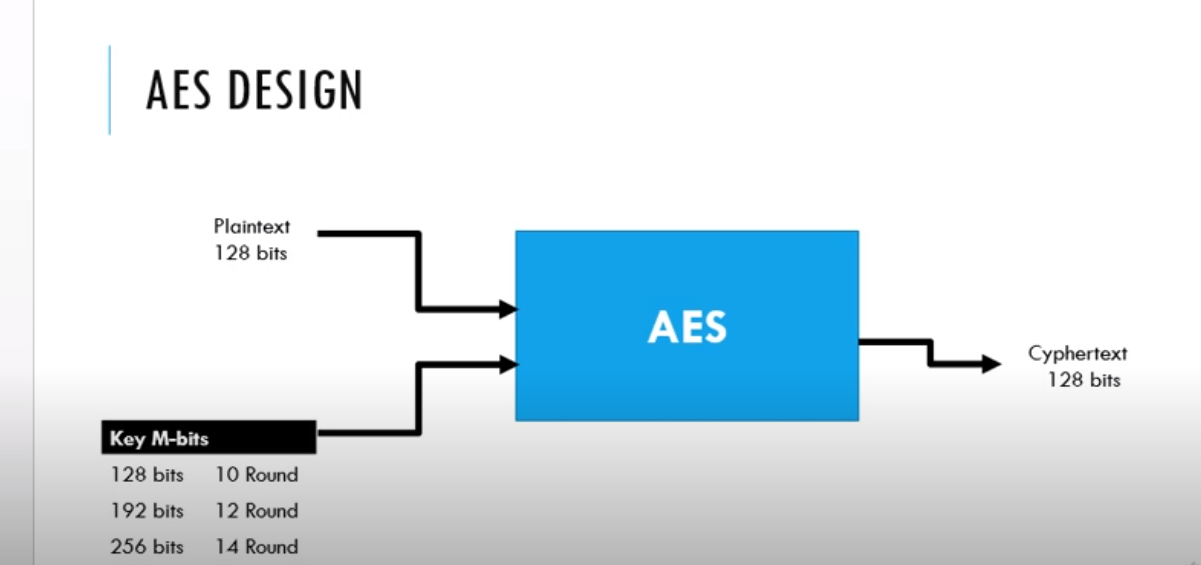 AES DESIGN
Plaintext
128 bits
AES
Cyphertext
128 bits
Key M-bits
128 bits 10 Round
192 bits 12 Round
256 bits 14 Round